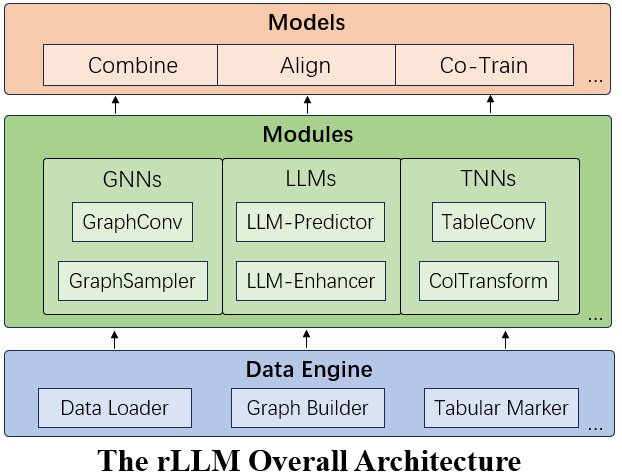 Models
Combine Align Co-Train
...
Modules
GNNs LLMs TNNs
GraphConv LLM-Predictor TableConv
GraphSampler LLM-Enhancer ColTransform
...
Data Engine
Data Loader Graph Builder Tabular Marker
...
The rLLM Overall Architecture